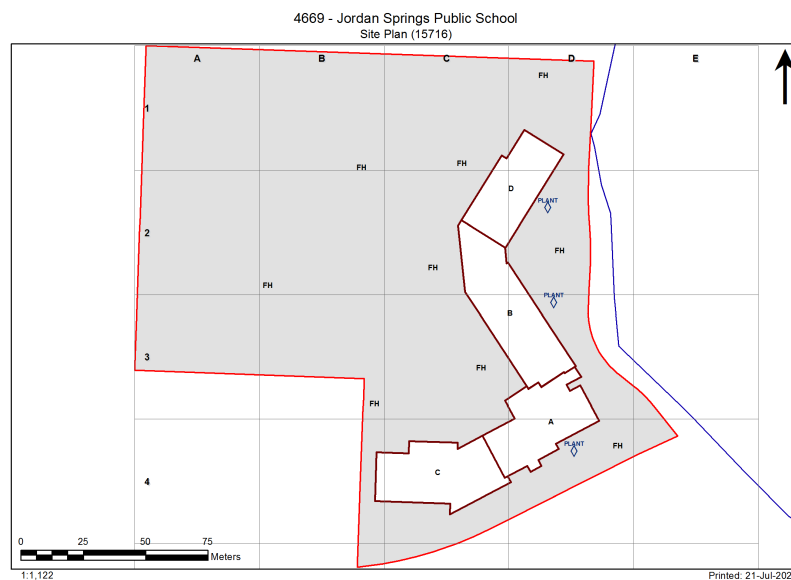 4669 - Jordan Springs Public School
Site Plan (15716)
A B C D E
FH
1
FH FH
D
PLANT
2
FH
FH
FH
PLANT
B
3
FH
FH
A
PLANT
FH
C
4
0 25 50 75
Meters
1:1,122
Printed: 21-Jul-202